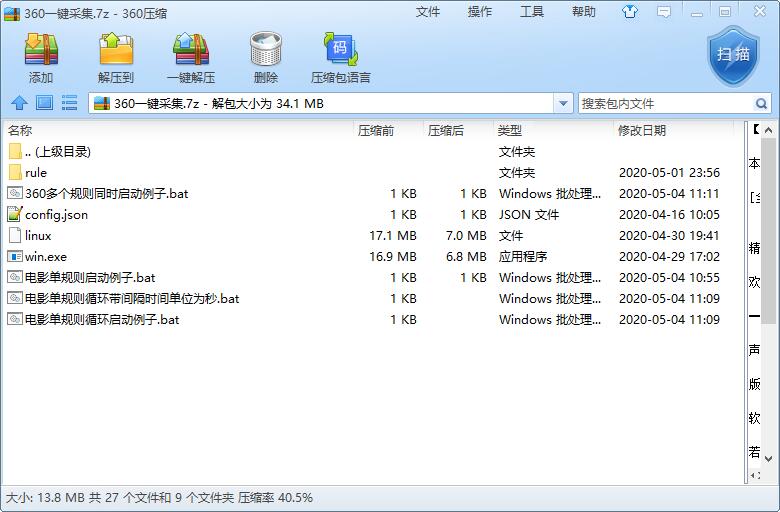 360一键采集.7z - 360压缩
文件 操作 工具 帮助
添加 解压到 一键解压 删除 码 压缩包语言 扫描
360一键采集.7z - 解包大小为 34.1 MB 搜索包内文件
名称 压缩前 压缩后 类型 修改日期
.. (上级目录) 文件夹
rule 文件夹 2020-05-01 23:56
360多个规则同时启动例子.bat 1 KB 1 KB Windows 批处理... 2020-05-04 11:11
config.json 1 KB 1 KB JSON 文件 2020-04-16 10:05
linux 17.1 MB 7.0 MB 文件 2020-04-30 19:41
win.exe 16.9 MB 6.8 MB 应用程序 2020-04-29 17:02
电影单规则启动例子.bat 1 KB 1 KB Windows 批处理... 2020-05-04 10:55
电影单规则循环带间隔时间单位为秒.bat 1 KB Windows 批处理... 2020-05-04 11:09
电影单规则循环启动例子.bat 1 KB Windows 批处理... 2020-05-04 11:09
【
本
精
欢
一
声
版
软
若
大小: 13.8 MB 共 27 个文件和 9 个文件夹 压缩率 40.5%